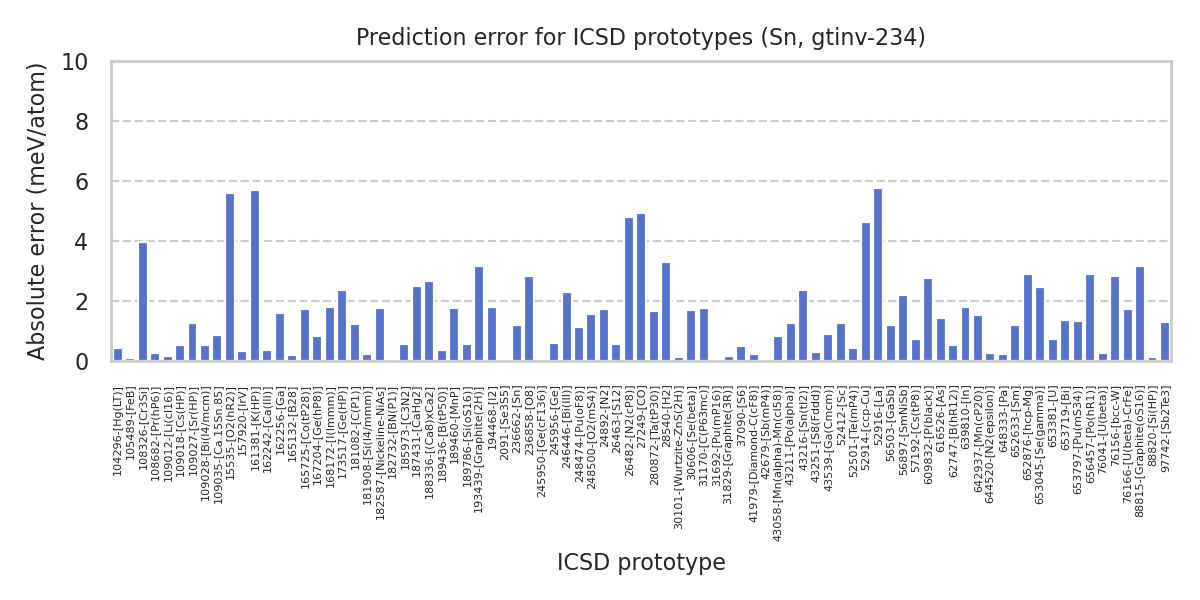 Prediction error for ICSD prototypes (Sn, gtinv-234)
Absolute error (meV/atom)
10
8
6
4
2
0
104296-[Hg(LT)]
105489-[FeB]
108326-[Cr3Si]
108682-[Pr(hP6)]
109012-[Li(cI16)]
109018-[Cs(HP)]
109027-[Sr(HP)]
109028-[Bi(I4/mcm)]
109035-[Ca.15Sn.85]
15535-[O2(hR2)]
157920-[IrV]
161381-[K(HP)]
162242-[Ca(III)]
162256-[Ga]
165132-[B28]
165725-[Co(tP28)]
167204-[Ge(hP8)]
168172-[I(Immm)]
173517-[Ge(HP)]
181082-[C(P1)]
181908-[Si(I4/mmm)]
182587-[Nickeline-NiAs]
182732-[BN(P1)]
185973-[C3N2]
187431-[CaHg2]
188336-[(Ca8)xCa2]
189436-[B(tP50)]
189460-[MnP]
189786-[Si(oS16)]
193439-[Graphite(2H)]
194468-[I2]
2091-[Se3S5]
236662-[Sn]
236858-[O8]
245950-[Ge(cF136)]
245956-[Ge]
246446-[Bi(III)]
248474-[Pu(oF8)]
248500-[O2(mS4)]
24892-[N2]
26463-[S12]
26482-[N2(cP8)]
27249-[CO]
280872-[Ta(tP30)]
28540-[H2]
30101-[Wurtzite-ZnS(2H)]
30606-[Se(beta)]
31170-[C(P63mc)]
31692-[Pu(mP16)]
31829-[Graphite(3R)]
37090-[S6]
41979-[Diamond-C(cF8)]
42679-[Sb(mP4)]
43058-[Mn(alpha)-Mn(cI58)]
43211-[Po(alpha)]
43216-[Sn(tI2)]
43251-[S8(Fddd)]
43539-[Ga(Cmcm)]
52412-[Sc]
52501-[Te(mP4)]
52914-[ccp-Cu]
52916-[La]
56503-[GaSb]
56897-[SmNiSb]
57192-[Cs(tP8)]
609832-[P(black)]
616526-[As]
62747-[B(hR12)]
639810-[In]
642937-[Mn(cP20)]
644520-[N2(epsilon)]
648333-[Pa]
652633-[Sm]
652876-[hcp-Mg]
653045-[Se(gamma)]
653381-[U]
653719-[Bi]
653797-[Pu(mS34)]
656457-[Po(hR1)]
76041-[U(beta)]
76156-[bcc-W]
76166-[U(beta)-CrFe]
88815-[Graphite(oS16)]
88820-[Si(HP)]
97742-[Sb2Te3]
ICSD prototype